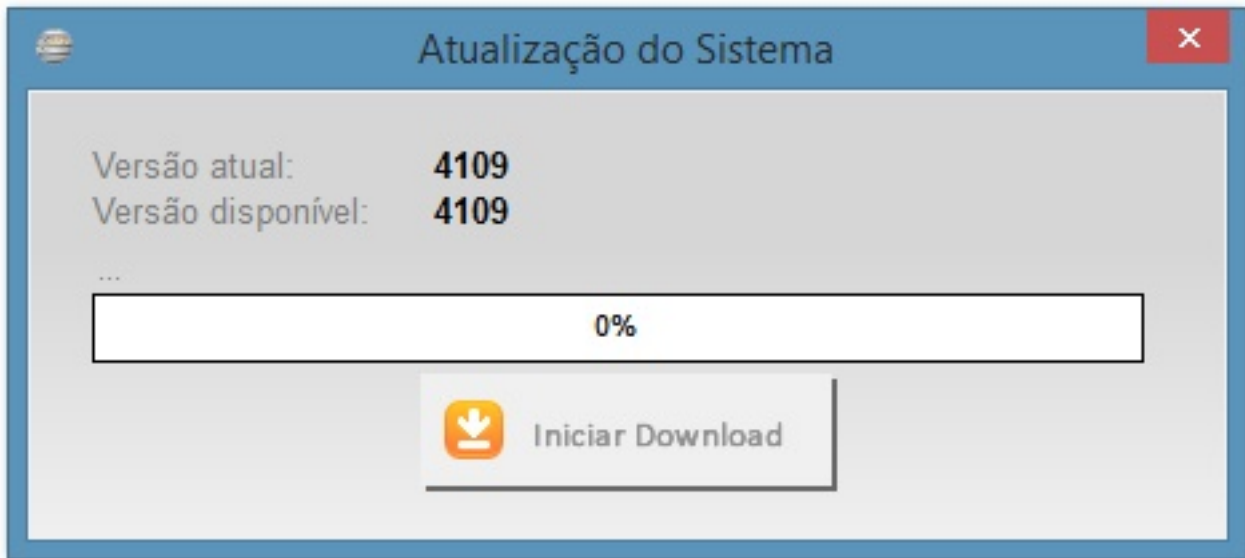 Atualização do Sistema
Versão atual: 4109
Versão disponível: 4109
...
0%
Iniciar Download